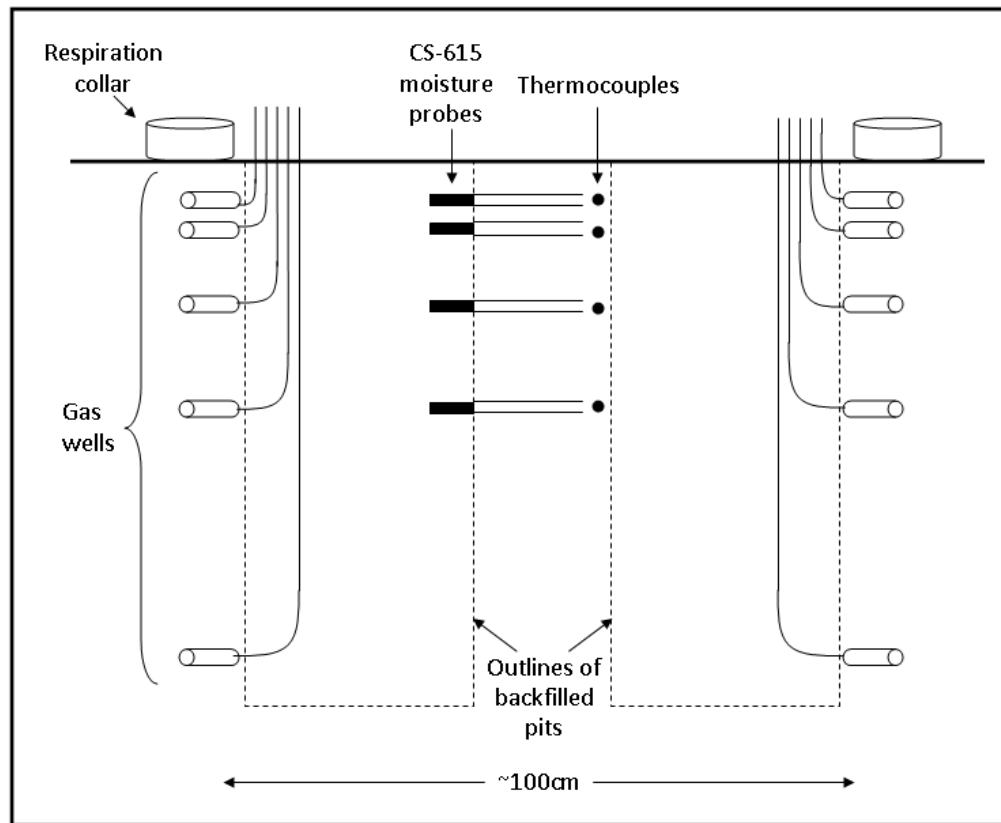 Respiration
collar
CS-615
moisture
probes
Thermocouples
Gas
wells
Outlines of
backfilled
pits
~100cm